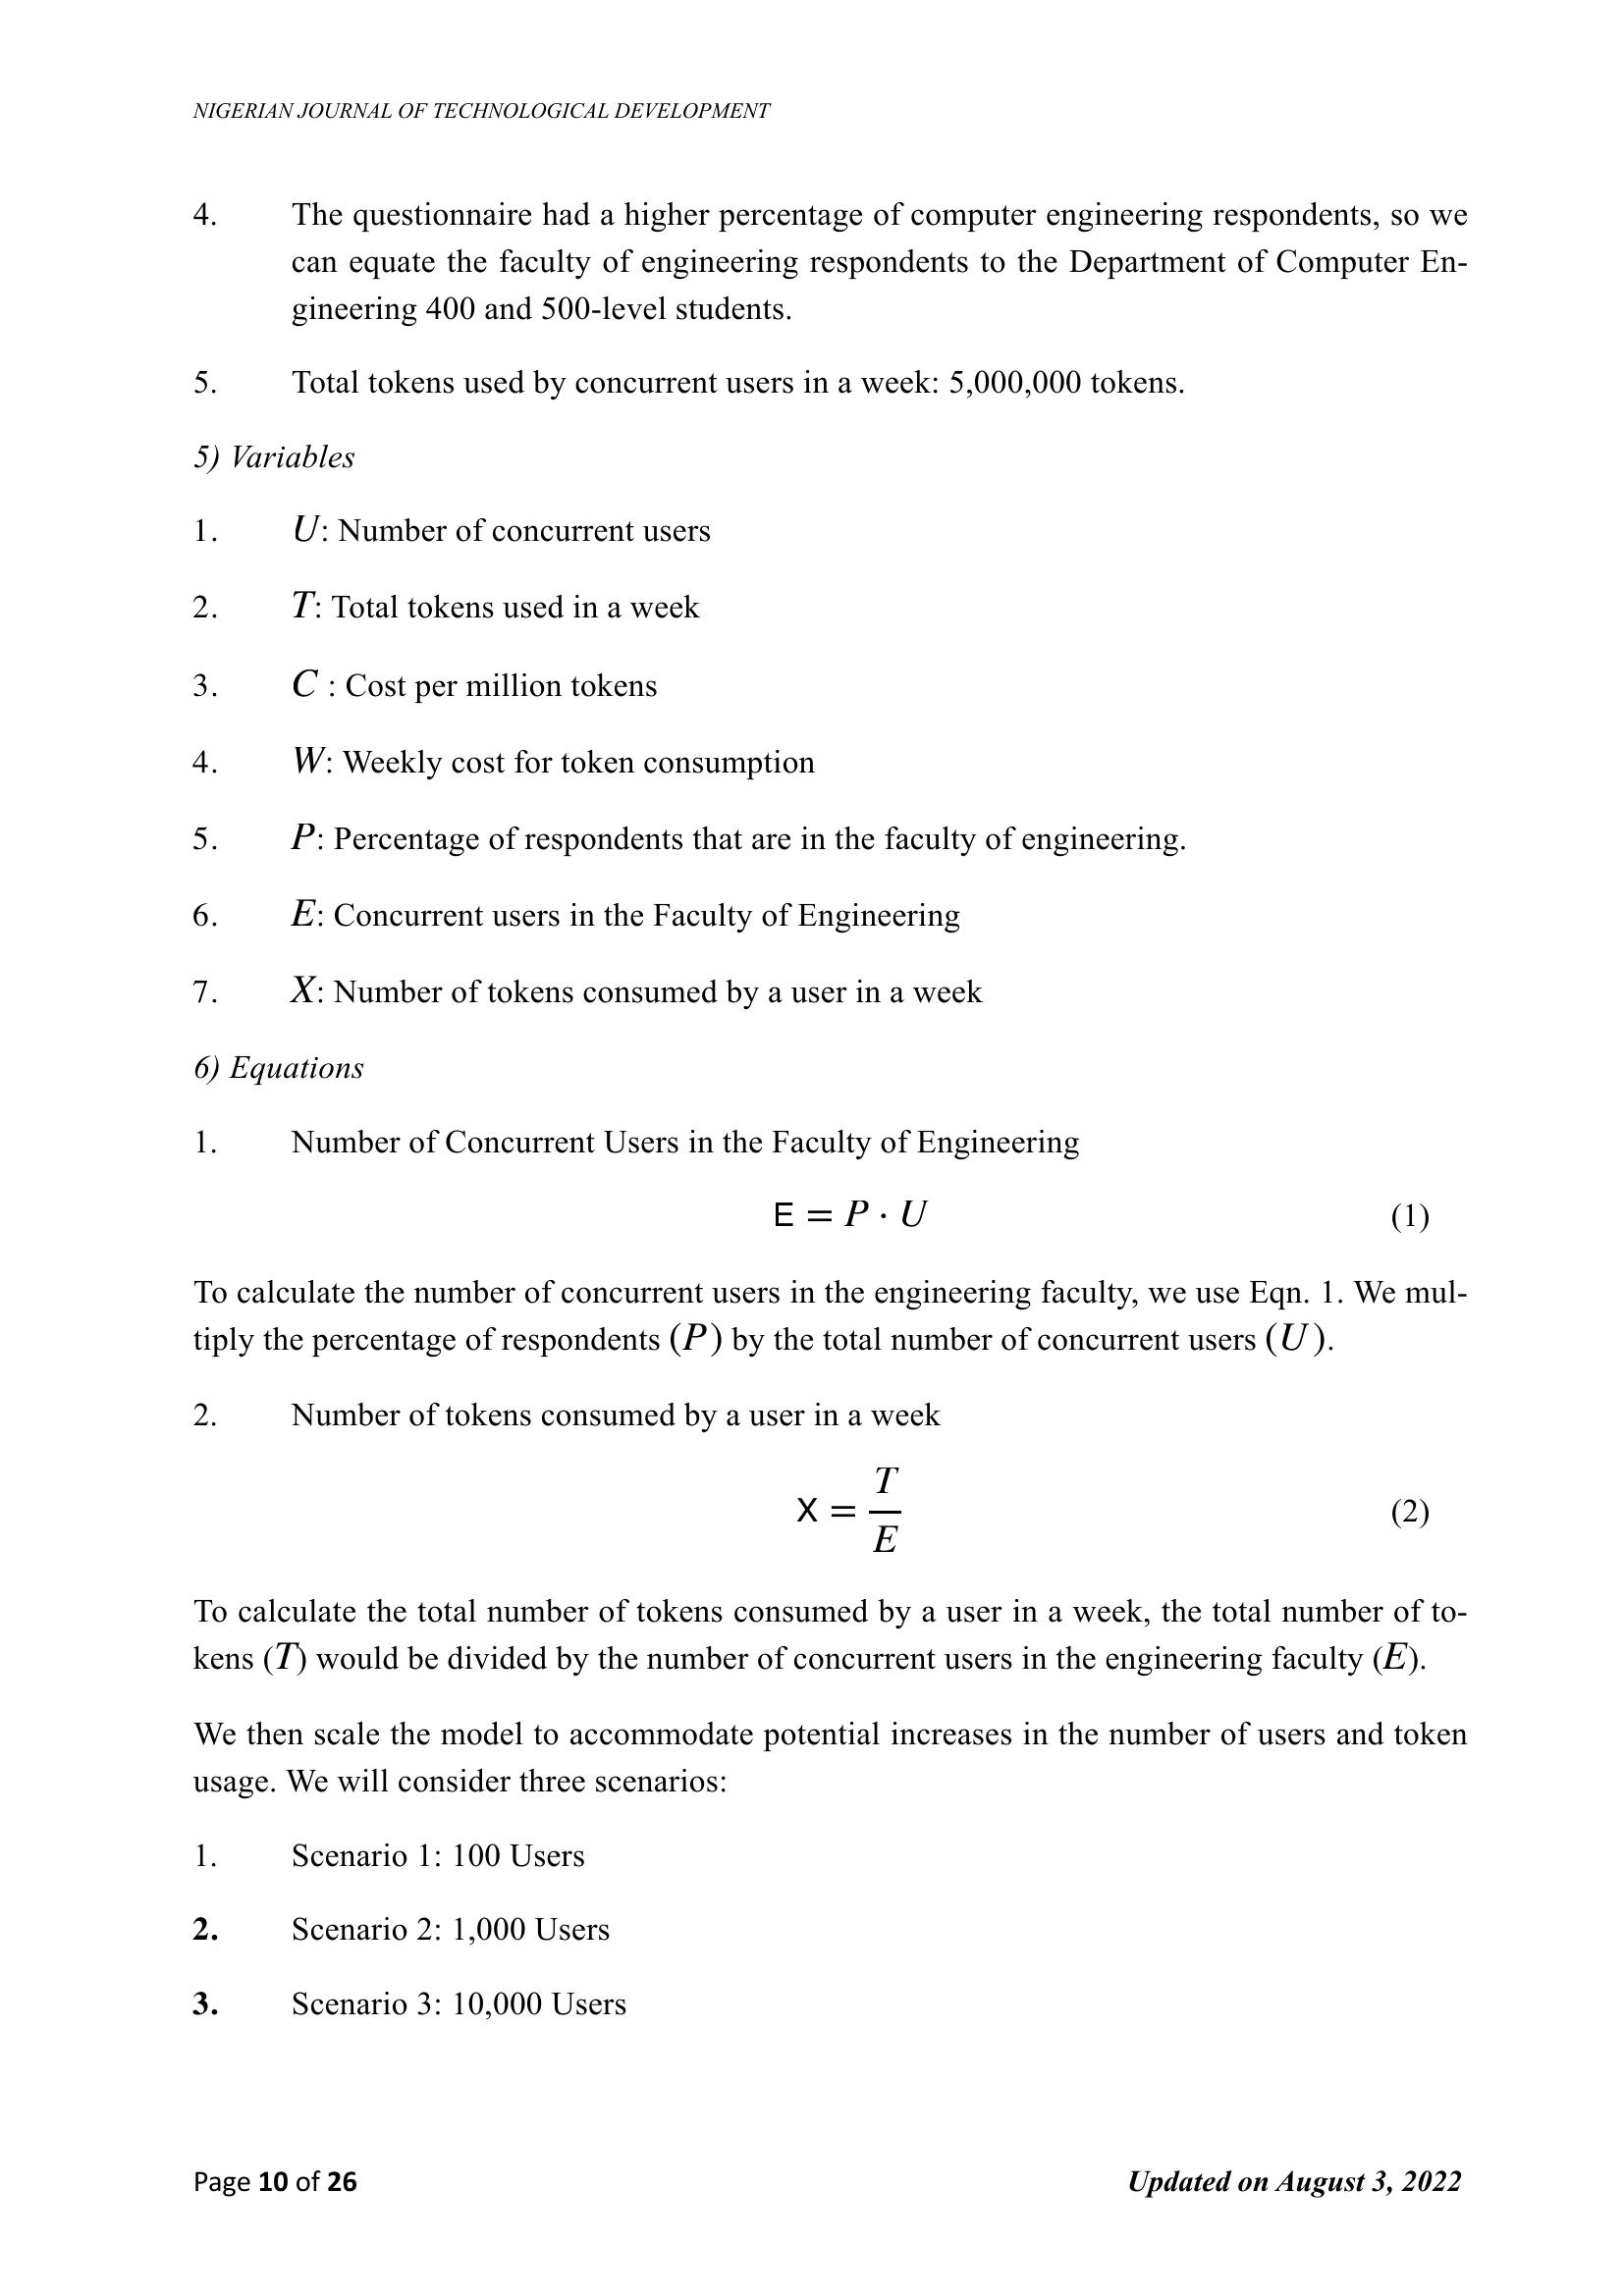 NIGERIAN JOURNAL OF TECHNOLOGICAL DEVELOPMENT
4. The questionnaire had a higher percentage of computer engineering respondents, so we
can equate the faculty of engineering respondents to the Department of Computer En-
gineering 400 and 500-level students.
5. Total tokens used by concurrent users in a week: 5,000,000 tokens.
5) Variables
1. U: Number of concurrent users
2. T: Total tokens used in a week
3. C : Cost per million tokens
4. W: Weekly cost for token consumption
5. P: Percentage of respondents that are in the faculty of engineering.
6. E: Concurrent users in the Faculty of Engineering
7. X: Number of tokens consumed by a user in a week
6) Equations
1. Number of Concurrent Users in the Faculty of Engineering
E = P · U (1)
To calculate the number of concurrent users in the engineering faculty, we use Eqn. 1. We mul-
tiply the percentage of respondents (P) by the total number of concurrent users (U).
2. Number of tokens consumed by a user in a week
X = T/E (2)
To calculate the total number of tokens consumed by a user in a week, the total number of to-
kens (T) would be divided by the number of concurrent users in the engineering faculty (E).
We then scale the model to accommodate potential increases in the number of users and token
usage. We will consider three scenarios:
1. Scenario 1: 100 Users
2. Scenario 2: 1,000 Users
3. Scenario 3: 10,000 Users
Page 10 of 26 Updated on August 3, 2022